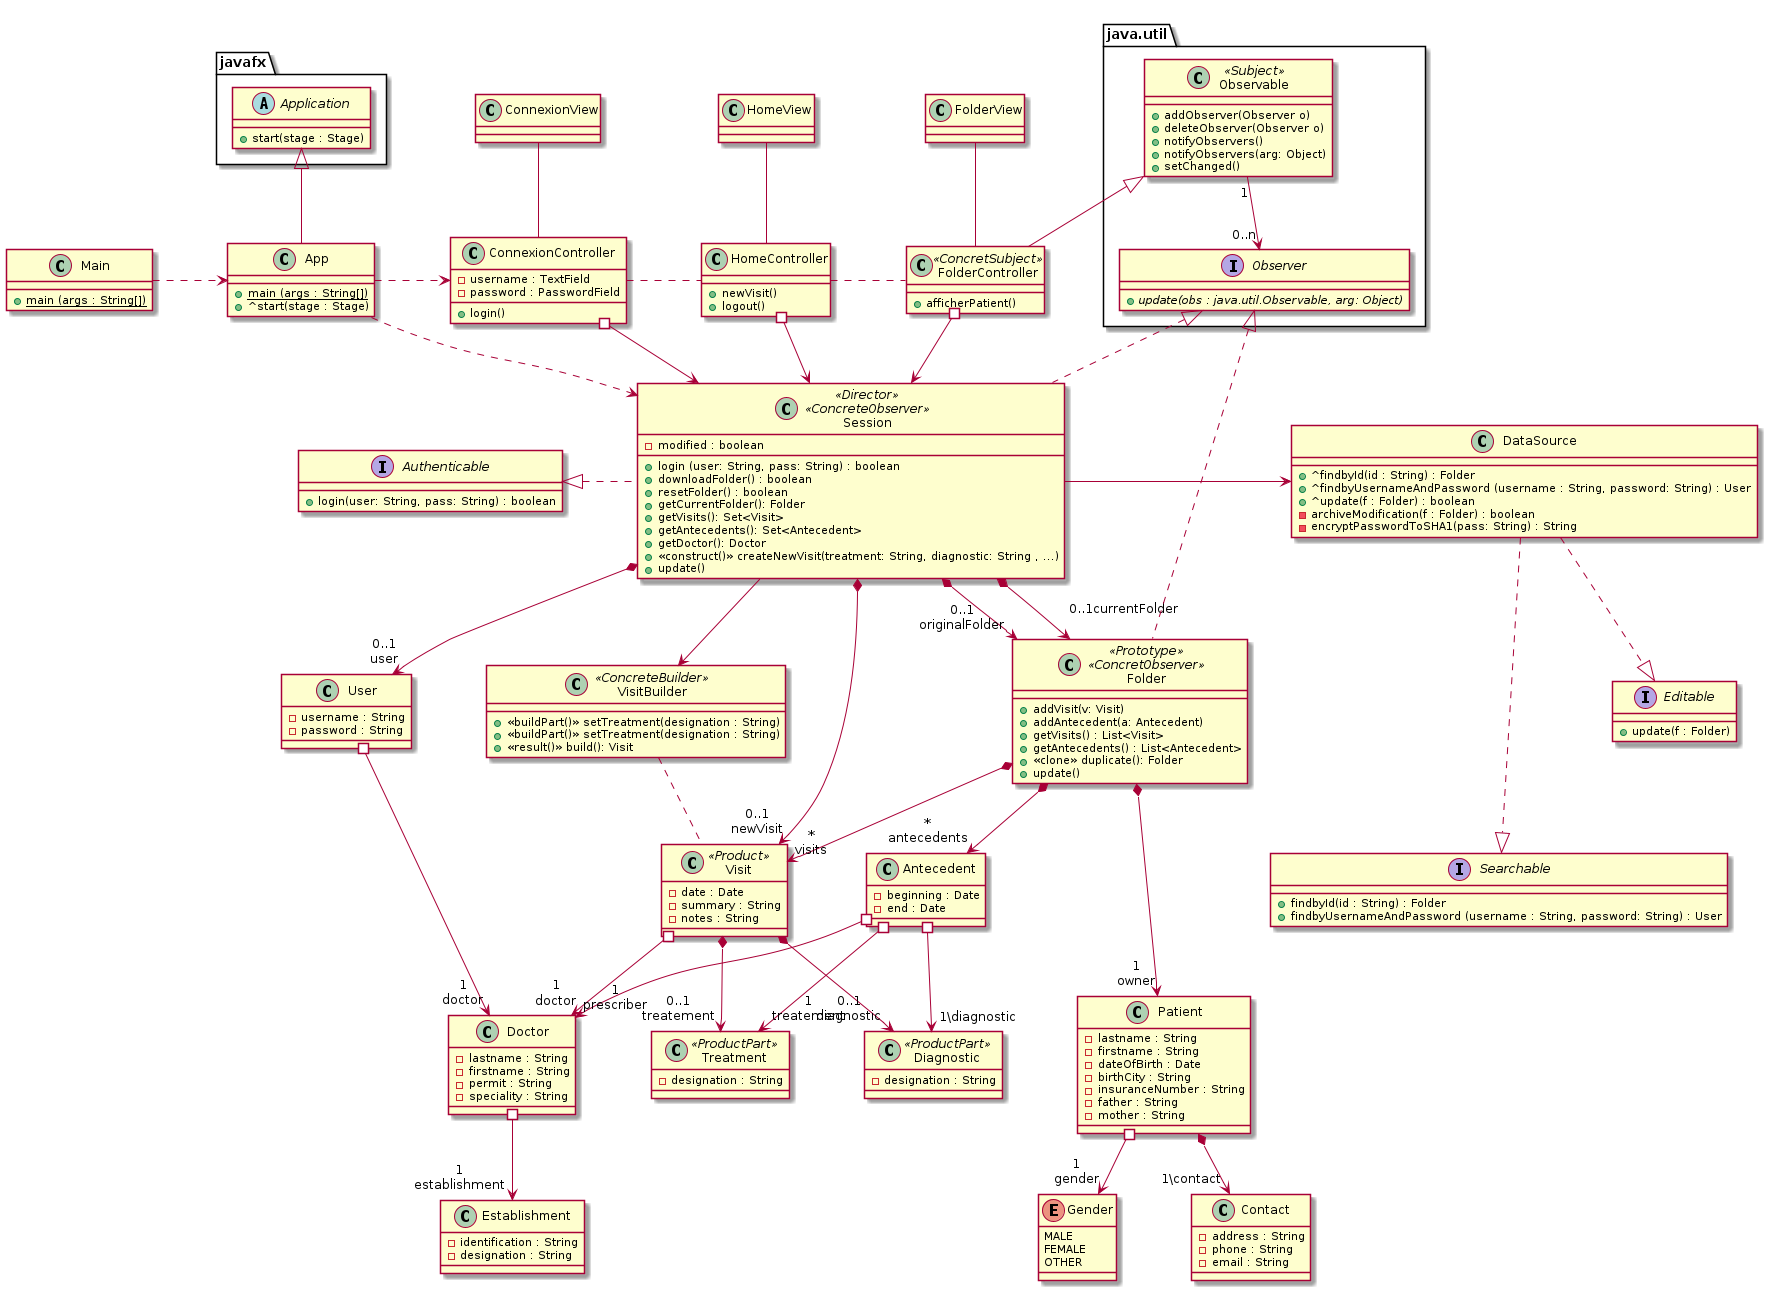 javafx
A Application
start(stage : Stage)
java.util
C «Subject»
Observable
addObserver(Observer o)
deleteObserver(Observer o)
notifyObservers()
notifyObservers(arg: Object)
setChanged()
1
0..n
I Observer
update(obs : java.util.Observable, arg: Object)
C ConnexionView
C HomeView
C FolderView
C Main
main (args : String[])
C App
main (args : String[])
^start(stage : Stage)
C ConnexionController
username : TextField
password : PasswordField
login()
C HomeController
newVisit()
logout()
C «ConcretSubject»
FolderController
afficherPatient()
«Director»
C «ConcreteObserver»
Session
modified : boolean
login (user: String, pass: String) : boolean
downloadFolder() : boolean
resetFolder() : boolean
getCurrentFolder(): Folder
getVisits(): Set<Visit>
getAntecedents(): Set<Antecedent>
getDoctor(): Doctor
«construct()» createNewVisit(treatment: String, diagnostic: String , ...)
update()
I Authenticable
login(user: String, pass: String) : boolean
C DataSource
^findbyId(id : String) : Folder
^findbyUsernameAndPassword (username : String, password: String) : User
^update(f : Folder) : boolean
archiveModification(f : Folder) : boolean
encryptPasswordToSHA1(pass: String) : String
0..1
user
0..1
originalFolder
0..1currentFolder
C User
username : String
password : String
C «ConcreteBuilder»
VisitBuilder
«buildPart()» setTreatment(designation : String)
«buildPart()» setTreatment(designation : String)
«result()» build(): Visit
«Prototype»
C «ConcretObserver»
Folder
addVisit(v: Visit)
addAntecedent(a: Antecedent)
getVisits() : List<Visit>
getAntecedents() : List<Antecedent>
«clone» duplicate(): Folder
update()
I Editable
update(f : Folder)
0..1
newVisit
*
visits
*
antecedents
C «Product»
Visit
date : Date
summary : String
notes : String
C Antecedent
beginning : Date
end : Date
I Searchable
findbyId(id : String) : Folder
findbyUsernameAndPassword (username : String, password: String) : User
1
doctor
1
doctor
1
prescriber
0..1
treatement
1
treatement
0..1
diagnostic
1\diagnostic
1
owner
C Doctor
lastname : String
firstname : String
permit : String
speciality : String
C «ProductPart»
Treatment
designation : String
C «ProductPart»
Diagnostic
designation : String
C Patient
lastname : String
firstname : String
dateOfBirth : Date
birthCity : String
insuranceNumber : String
father : String
mother : String
1
establishment
1
gender
1\contact
C Establishment
identification : String
designation : String
E Gender
MALE
FEMALE
OTHER
C Contact
address : String
phone : String
email : String